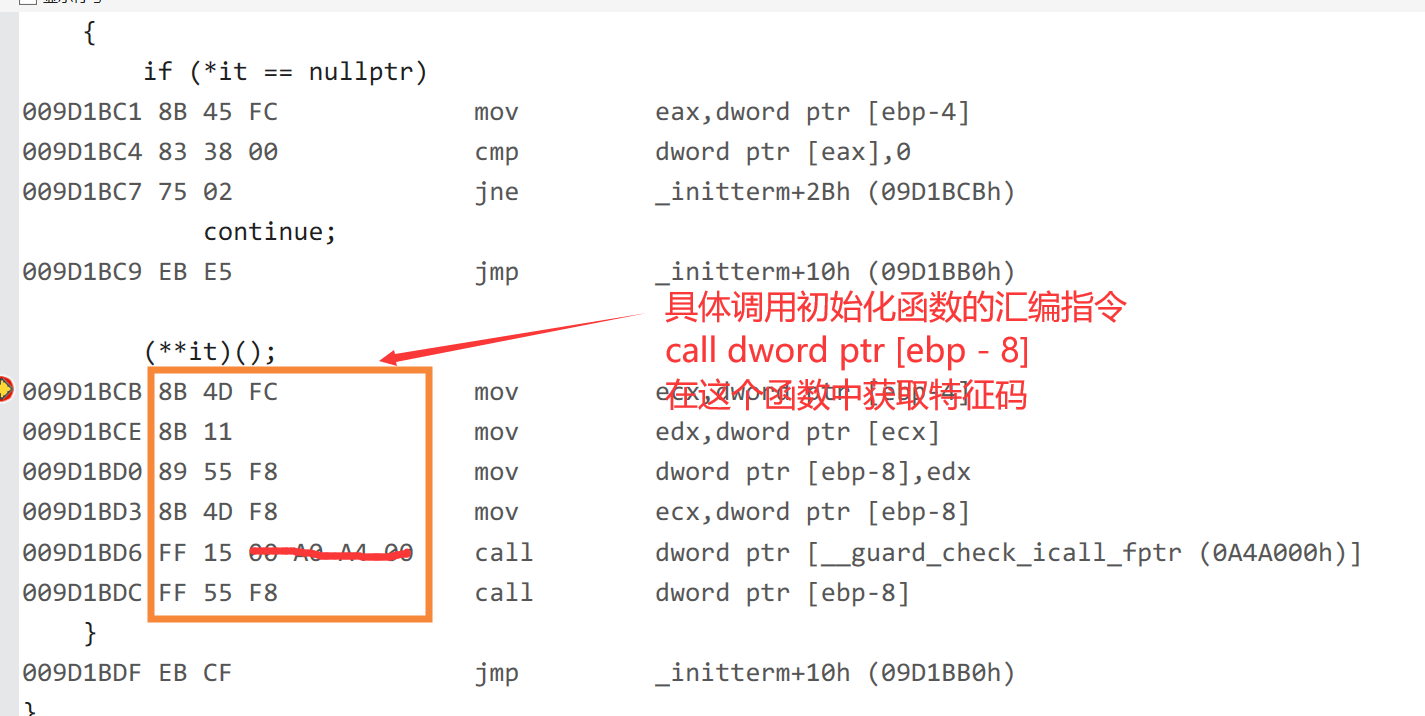 {
if (*it == nullptr)
009D1BC1 8B 45 FC mov eax,dword ptr [ebp-4]
009D1BC4 83 38 00 cmp dword ptr [eax],0
009D1BC7 75 02 jne _initterm+2Bh (09D1BCBh)
continue;
009D1BC9 EB E5 jmp _initterm+10h (09D1BB0h)
具体调用初始化函数的汇编指令
call dword ptr [ebp - 8]
在这个函数中获取特征码
(**it)();
009D1BCB 8B 4D FC mov ecx,dword ptr [ebp-4]
009D1BCE 8B 11 mov edx,dword ptr [ecx]
009D1BD0 89 55 F8 mov dword ptr [ebp-8],edx
009D1BD3 8B 4D F8 mov ecx,dword ptr [ebp-8]
009D1BD6 FF 15 00 A0 A4 00 call dword ptr [__guard_check_icall_fptr (0A4A000h)]
009D1BDC FF 55 F8 call dword ptr [ebp-8]
}
009D1BDF EB CF jmp _initterm+10h (09D1BB0h)
}